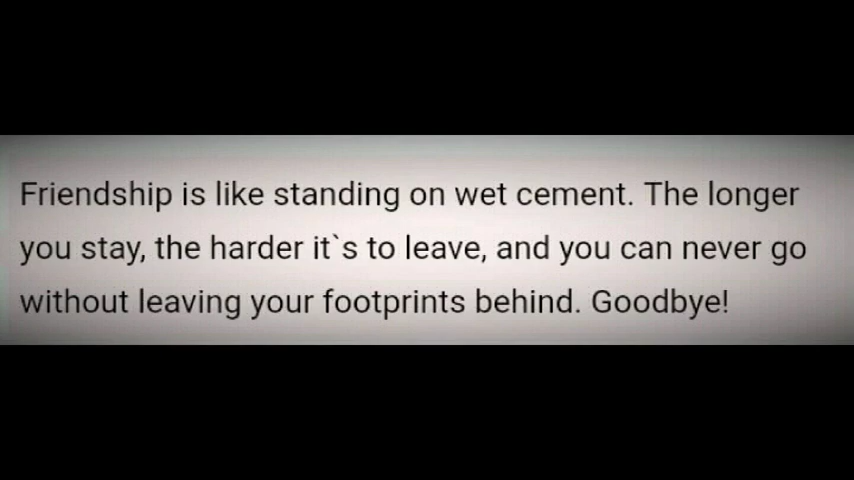 Friendship is like standing on wet cement. The longer
you stay, the harder it`s to leave, and you can never go
without leaving your footprints behind. Goodbye!